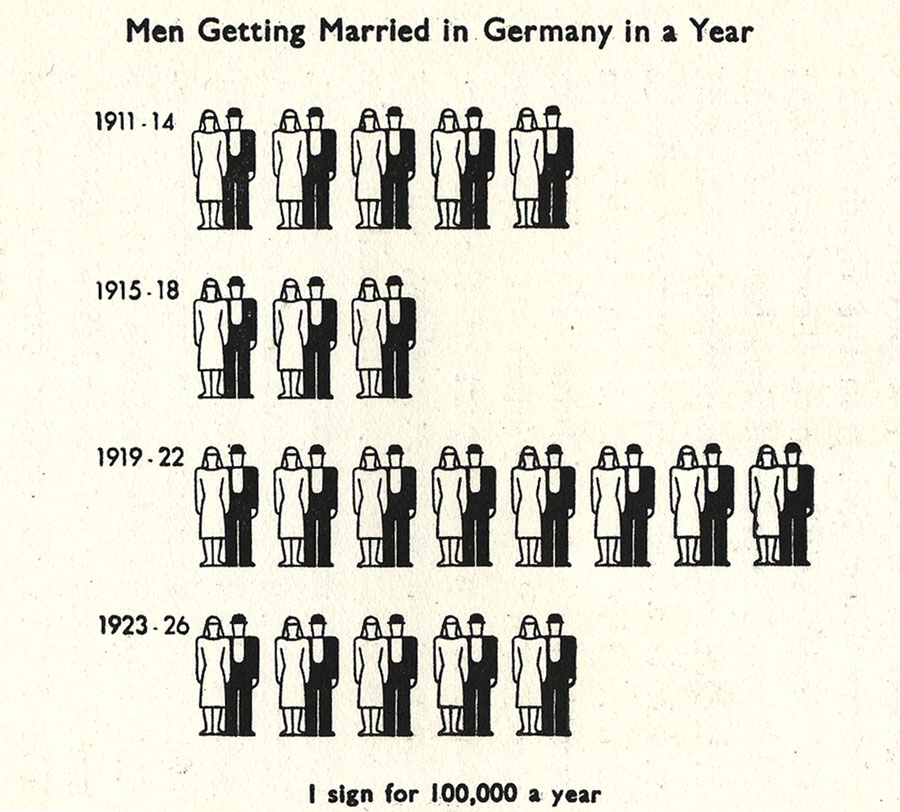 Men Getting Married in Germany in a Year
1911-14
1915-18
1919-22
1923-26
1 sign for 100,000 a year